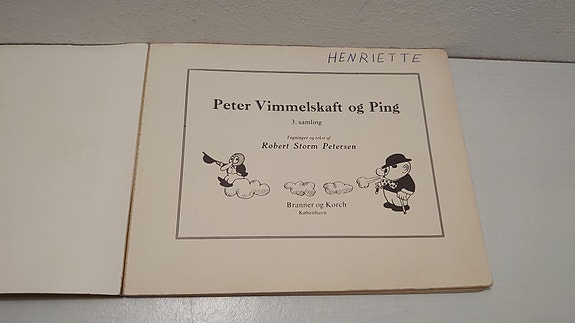 HENRIETTE
Peter Vimmelskaft og Ping
3. samling
Tegninger og tekst af
Robert Storm Petersen
Branner og Korch
København